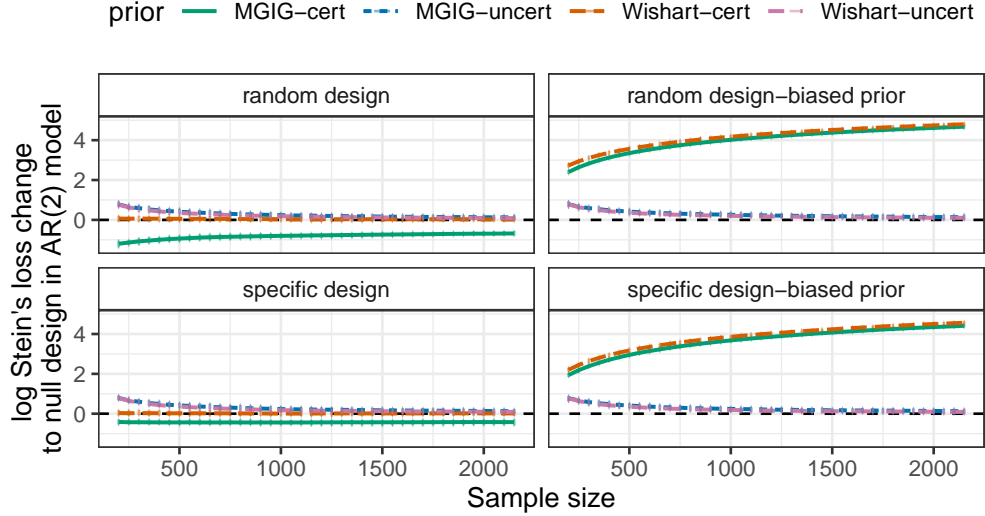 prior MGIG−cert MGIG−uncert Wishart−cert Wishart−uncert
log Stein's loss change
to null design in AR(2) model
random design
random design−biased prior
4
2
0
specific design
specific design−biased prior
4
2
0
500 1000 1500 2000 500 1000 1500 2000
Sample size